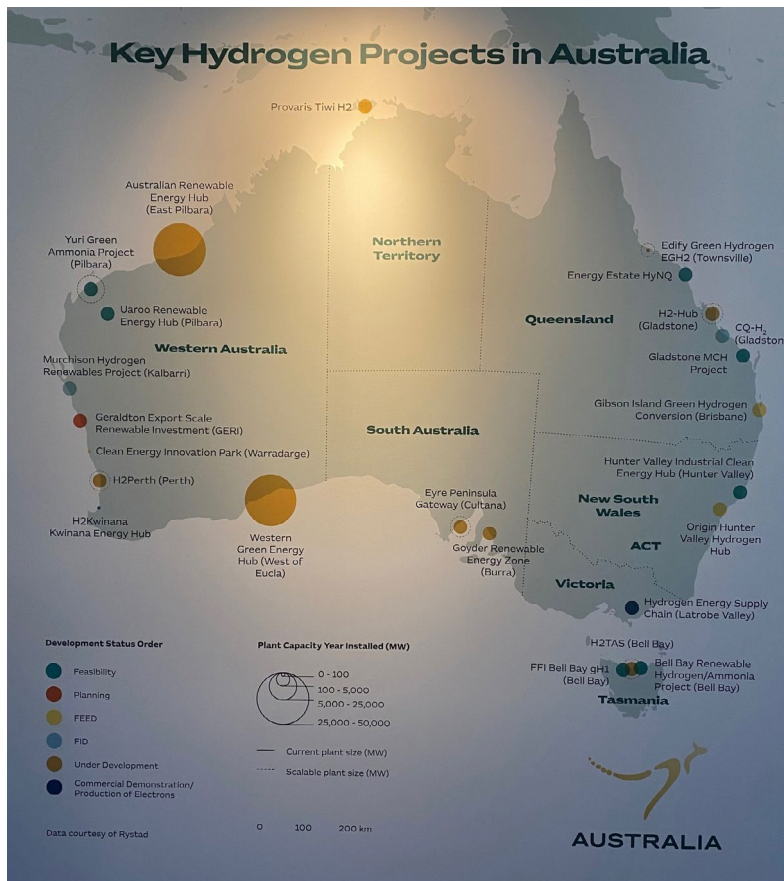 Key Hydrogen Projects in Australia
Provaris Tiwi H2
Australian Renewable
Energy Hub
(East Pilbara)
Yuri Green
Ammonia Project
(Pilbara)
Uaroo Renewable
Energy Hub (Pilbara)
Northern
Territory
Edify Green Hydrogen
EGH2 (Townsville)
Energy Estate HyNQ
H2-Hub
(Gladstone)
CQ-H₂
(Gladston
Queensland
Western Australia
Gladstone MCH
Project
Murchison Hydrogen
Renewables Project (Kalbarri)
Gibson Island Green Hydrogen
Conversion (Brisbane)
Geraldton Export Scale
Renewable Investment (GERI)
South Australia
Clean Energy Innovation Park (Warradarge)
Hunter Valley Industrial Clean
Energy Hub (Hunter Valley)
H2Perth (Perth)
Eyre Peninsula
Gateway (Cultana)
New South
Wales
H2Kwinana
Kwinana Energy Hub
Western
Green Energy
Hub (West of
Eucla)
Goyder Renewable
Energy Zone
(Burra)
Origin Hunter
Valley Hydrogen
Hub
ACT
Victoria
Hydrogen Energy Supply
Chain (Latrobe Valley)
H2TAS (Bell Bay)
FFI Bell Bay gH1
(Bell Bay)
Bell Bay Renewable
Hydrogen/Ammonia
Project (Bell Bay)
Tasmania
Development Status Order
Feasibility
Planning
FEED
FID
Under Development
Commercial Demonstration/
Production of Electrons
Data courtesy of Rystad
Plant Capacity Year Installed (MW)
0 - 100
100 - 5,000
5,000 - 25,000
25,000 - 50,000
Current plant size (MW)
Scalable plant size (MW)
0 100 200 km
AUSTRALIA